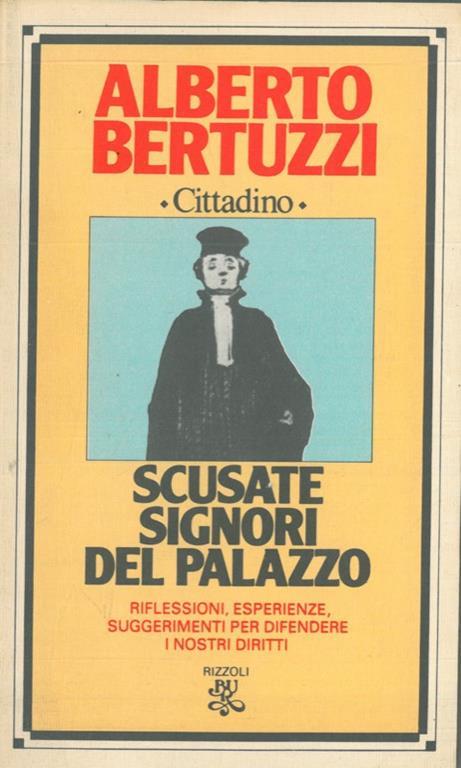 ALBERTO
BERTUZZI
• Cittadino •
SCUSATE
SIGNORI
DEL PALAZZO
RIFLESSIONI, ESPERIENZE,
SUGGERIMENTI PER DIFENDERE
I NOSTRI DIRITTI
RIZZOLI
BUR